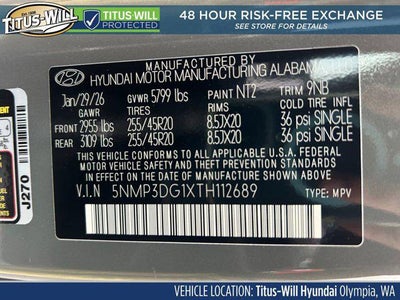 TITUS-WILL
TITUS-WILL PROTECTED
48 HOUR RISK-FREE EXCHANGE
SEE STORE FOR DETAILS
MANUFACTURED BY
HYUNDAI MOTOR MANUFACTURING ALABAMA
Jan/29/26 GVWR 5799 lbs PAINT NT2 TRIM 9NB
GAWR TIRES RIMS COLD TIRE INF.
FRT 2955 lbs 255/45R20 8.5JX20 36 psi SINGLE
RR 3109 lbs 255/45R20 8.5JX20 36 psi SINGLE
THIS VEHICLE CONFORMS TO ALL APPLICABLE U.S.A. FEDERAL
MOTOR VEHICLE SAFETY AND THEFT PREVENTION STANDARDS IN
EFFECT ON THE DATE OF MANUFACTURE SHOWN ABOVE.
V.I.N 5NMP3DG1XTH112689 TYPE: MPV
J270
VEHICLE LOCATION: Titus-Will Hyundai Olympia, WA